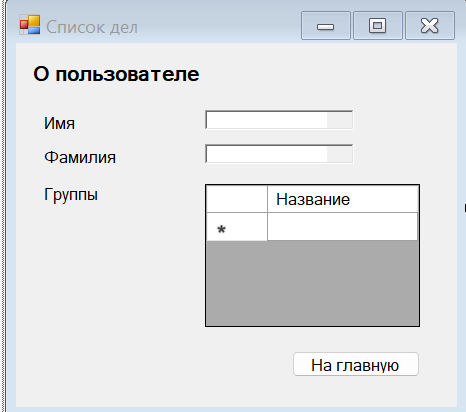 Список дел
О пользователе
Имя
Фамилия
Группы
Название
*
На главную